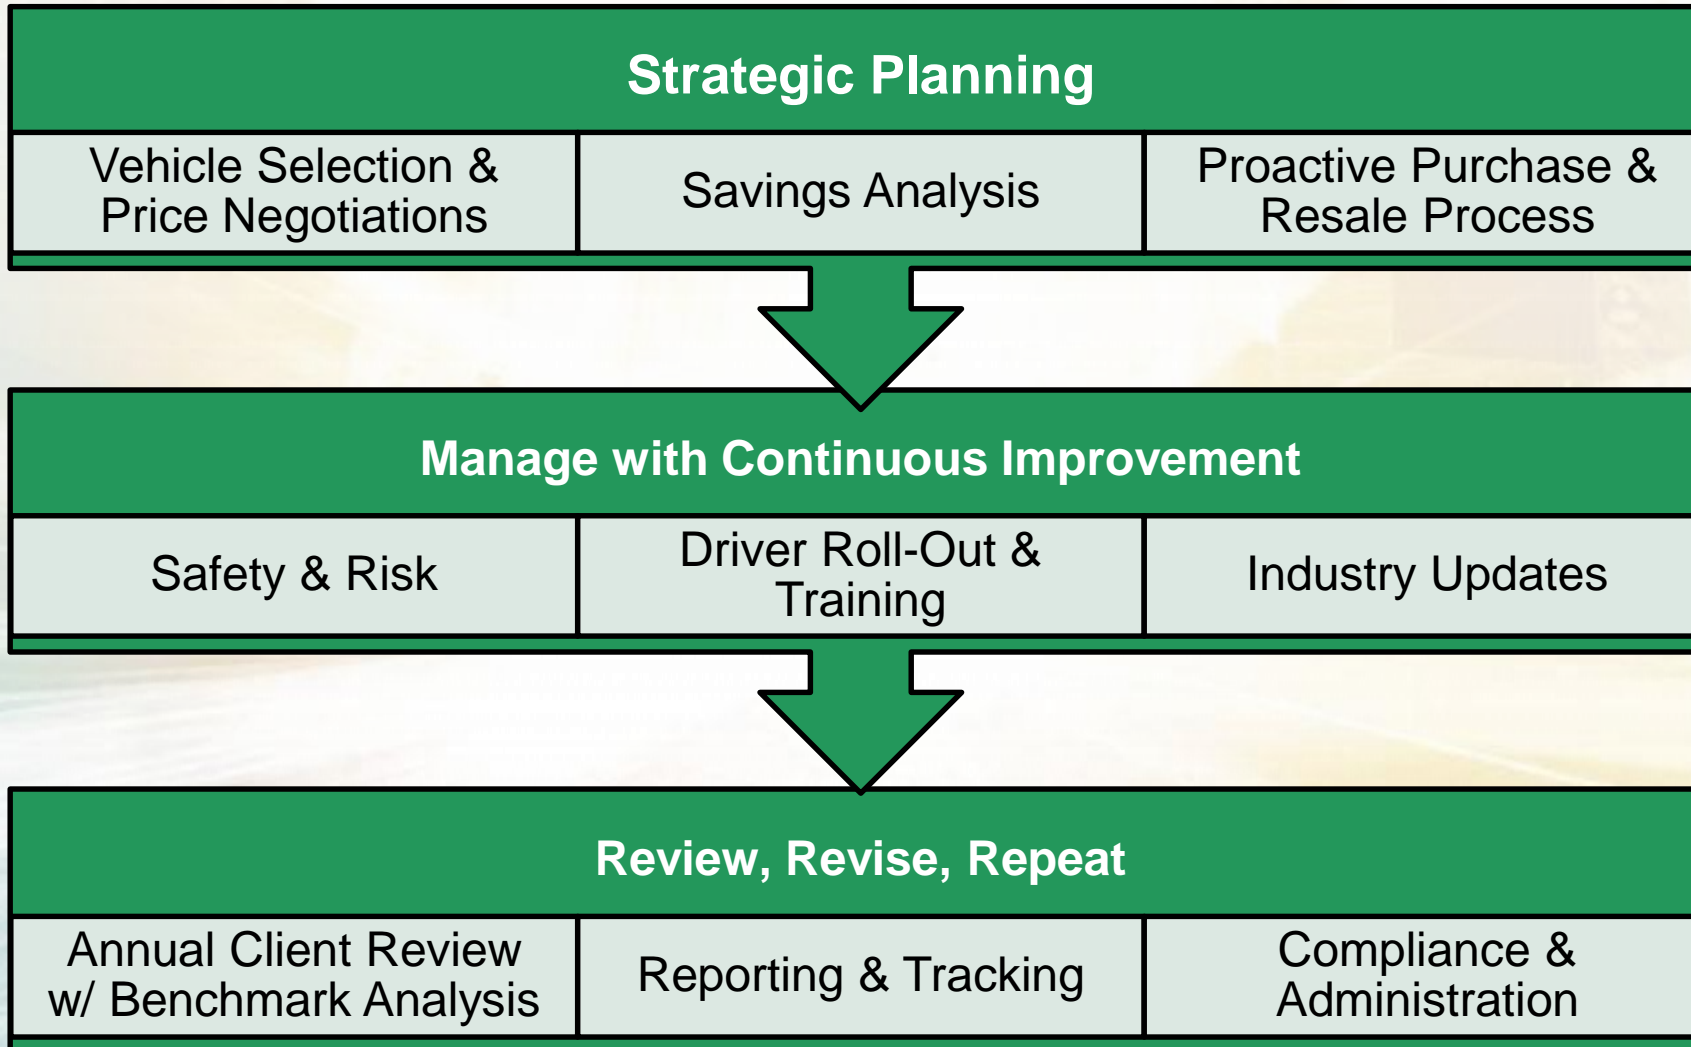 Strategic Planning
Vehicle Selection &
Price Negotiations
Savings Analysis
Proactive Purchase &
Resale Process
Manage with Continuous Improvement
Safety & Risk
Driver Roll-Out &
Training
Industry Updates
Review, Revise, Repeat
Annual Client Review
w/ Benchmark Analysis
Reporting & Tracking
Compliance &
Administration